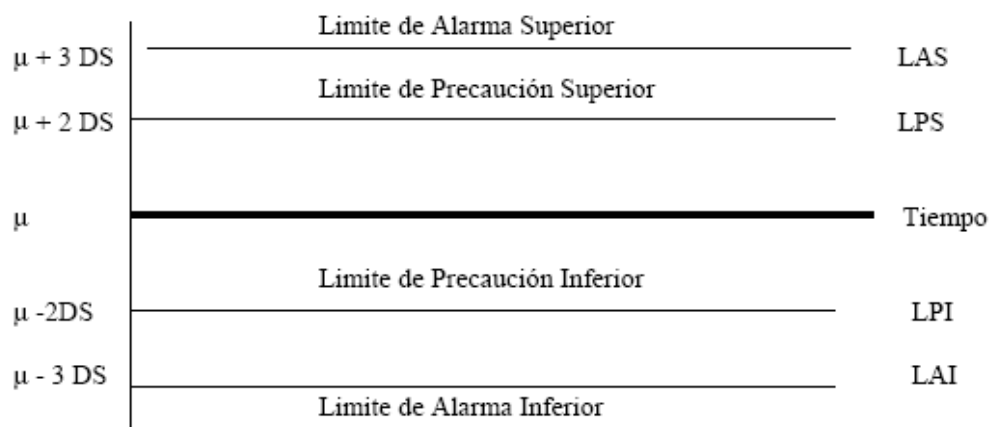 Limite de Alarma Superior
μ + 3 DS LAS
Limite de Precaución Superior
μ + 2 DS LPS
μ Tiempo
Limite de Precaución Inferior
μ -2DS LPI
μ - 3 DS LAI
Limite de Alarma Inferior